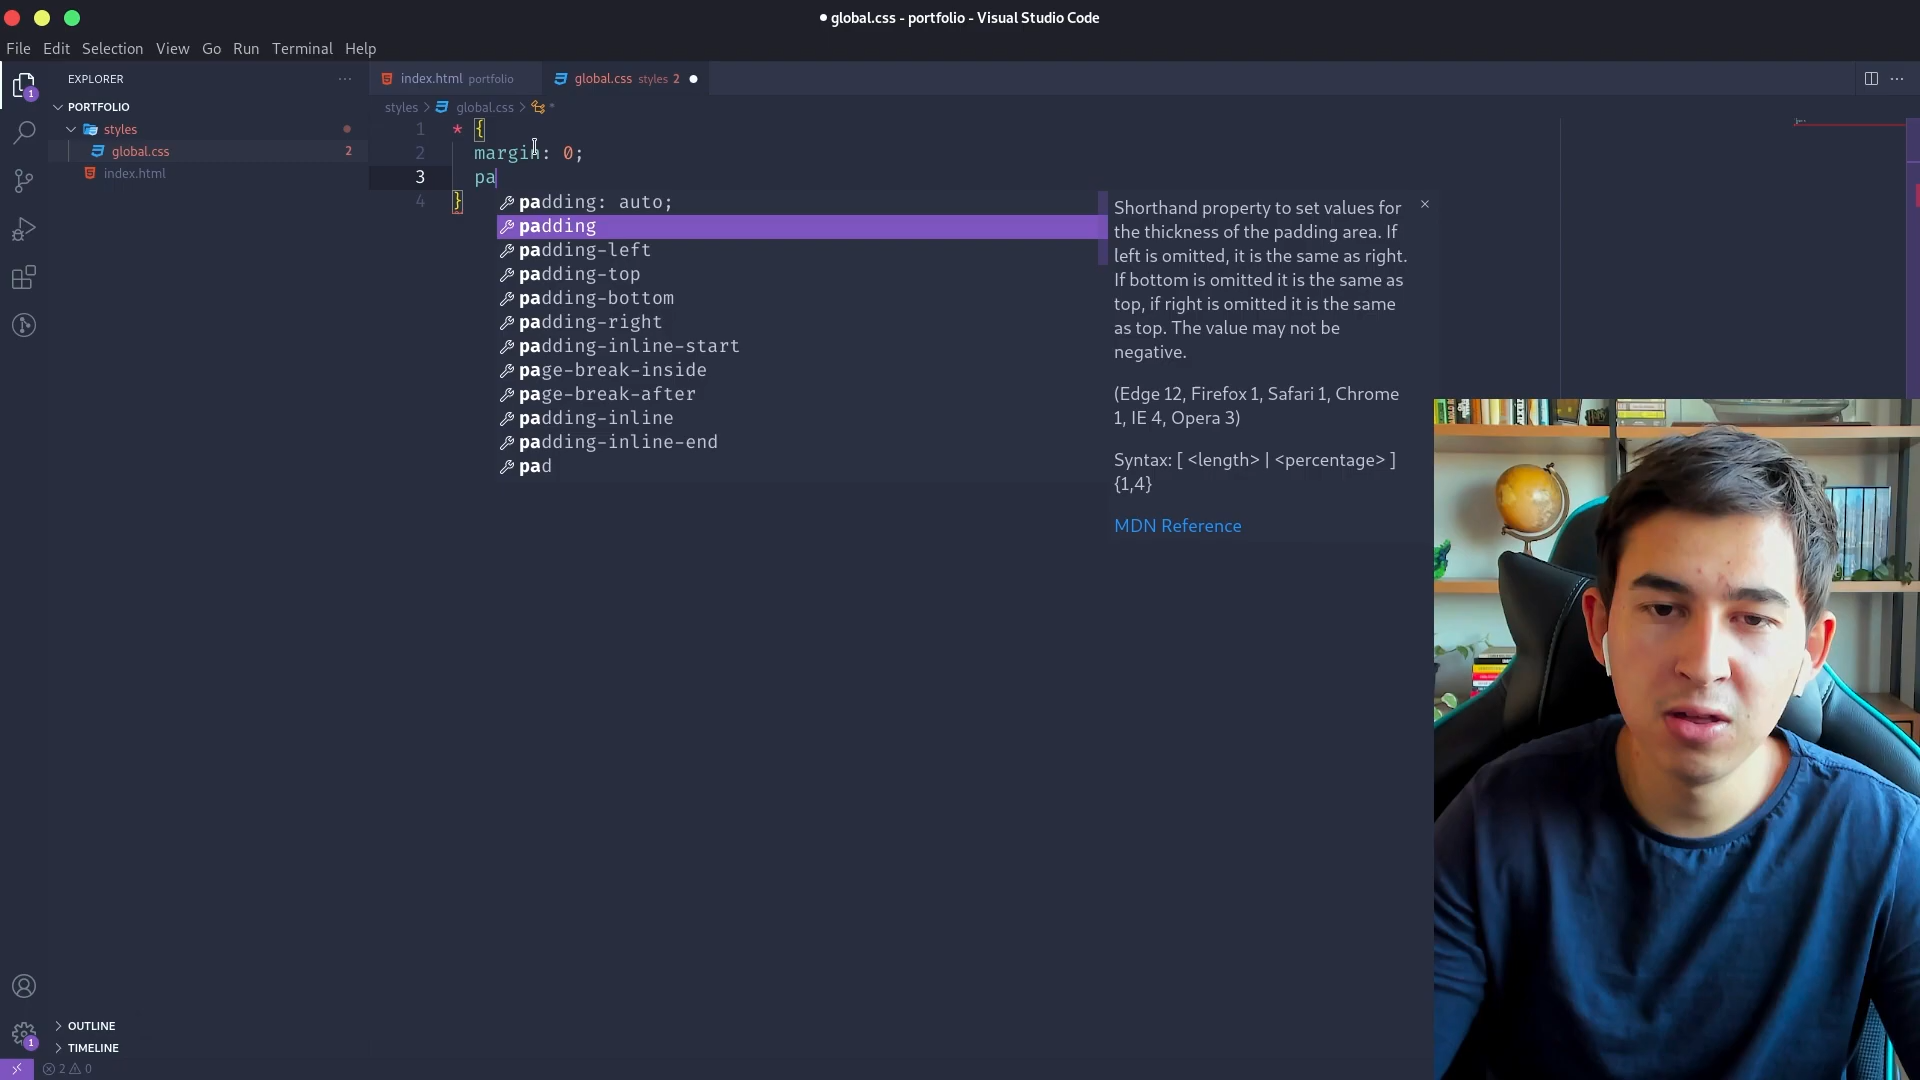 ● global.css - portfolio - Visual Studio Code
File Edit Selection View Go Run Terminal Help
EXPLORER ···
index.html portfolio
global.css styles 2 ●
PORTFOLIO
styles
global.css 2
index.html
styles > global.css > *
1 * {
2 margin: 0;
3 pa
4 }
padding: auto;
padding
padding-left
padding-top
padding-bottom
padding-right
padding-inline-start
page-break-inside
page-break-after
padding-inline
padding-inline-end
pad
Shorthand property to set values for
the thickness of the padding area. If
left is omitted, it is the same as right.
If bottom is omitted it is the same as
top, if right is omitted it is the same
as top. The value may not be
negative.
(Edge 12, Firefox 1, Safari 1, Chrome
1, IE 4, Opera 3)
Syntax: [ <length> | <percentage> ]
{1,4}
MDN Reference
1
1
OUTLINE
TIMELINE
2 0